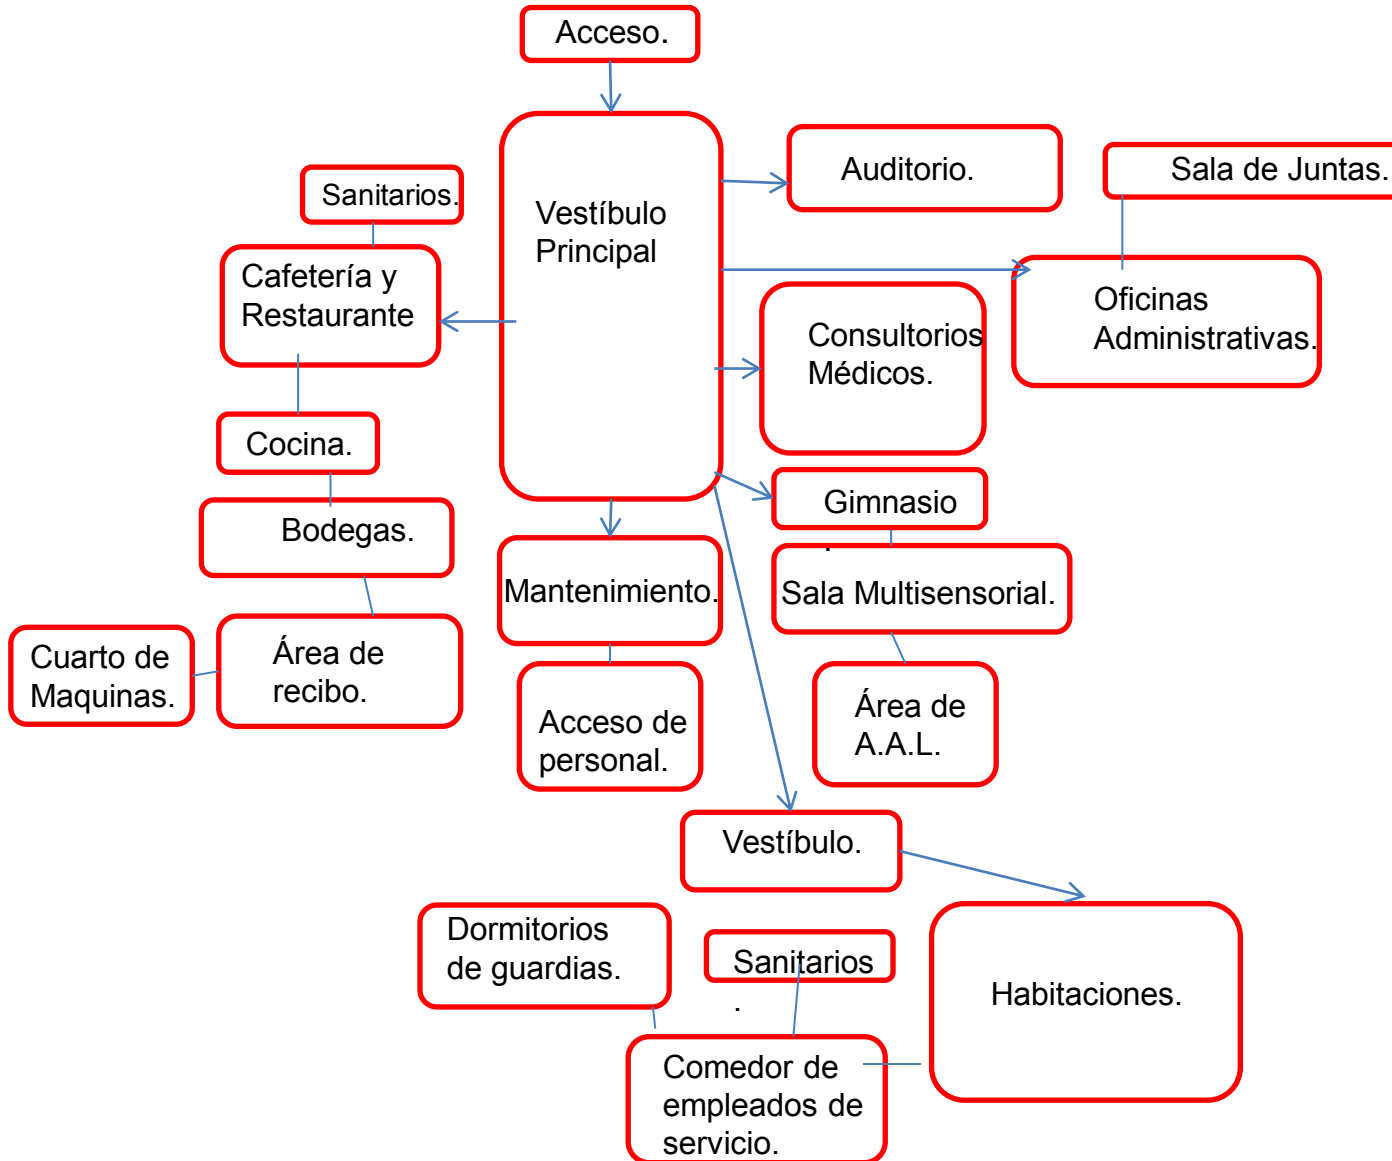 Acceso.
Auditorio.
Sala de Juntas.
Sanitarios.
Vestíbulo
Principal
Cafetería y
Restaurante
Oficinas
Administrativas.
Consultorios
Médicos.
Cocina.
Gimnasio
.
Bodegas.
Mantenimiento.
Sala Multisensorial.
Cuarto de
Maquinas.
Área de
recibo.
Acceso de
personal.
Área de
A.A.L.
Vestíbulo.
Dormitorios
de guardias.
Sanitarios
.
Habitaciones.
Comedor de
empleados de
servicio.